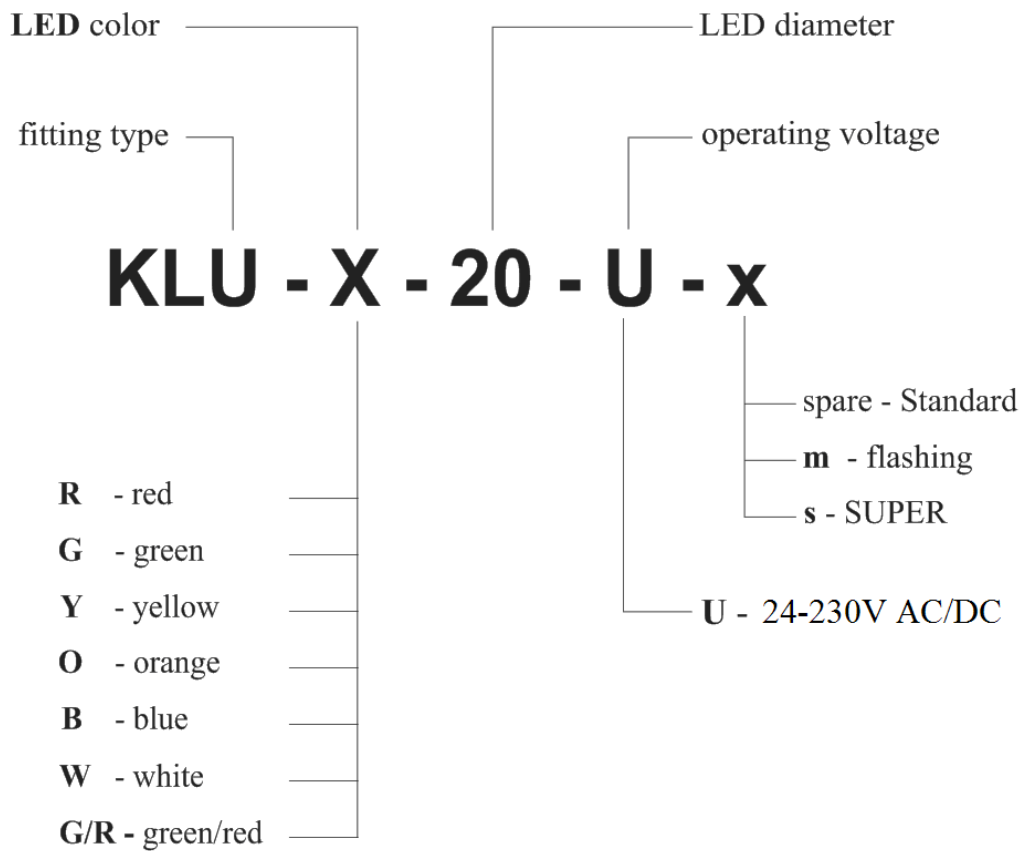 LED color
LED diameter
fitting type
operating voltage
KLU - X - 20 - U - x
spare - Standard
m - flashing
s - SUPER
R - red
G - green
Y - yellow
O - orange
B - blue
W - white
G/R - green/red
U - 24-230V AC/DC